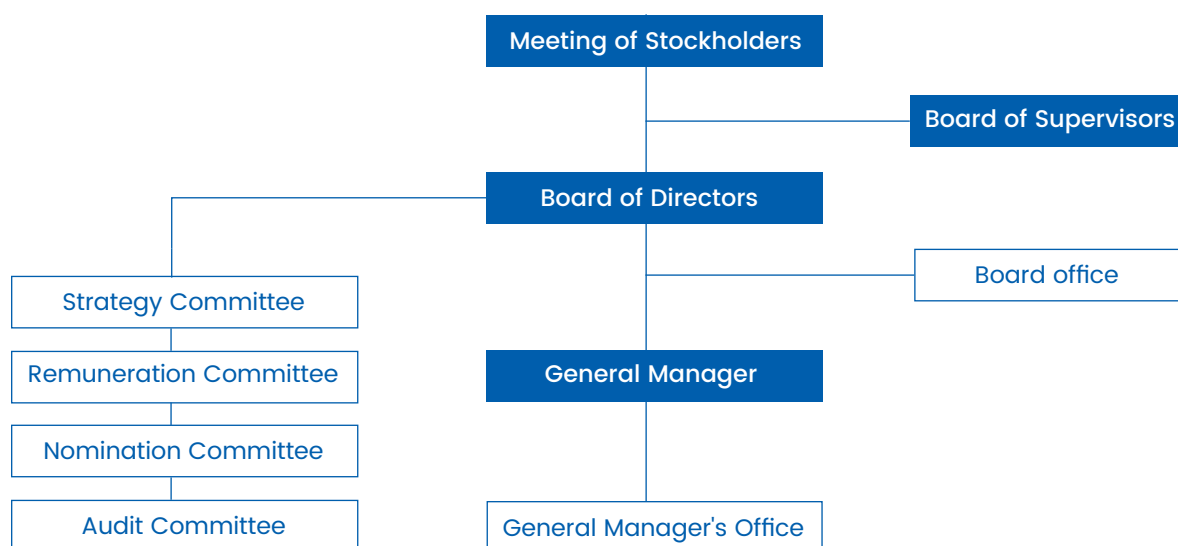 Meeting of Stockholders
Board of Supervisors
Board of Directors
Board office
Strategy Committee
Remuneration Committee
General Manager
Nomination Committee
Audit Committee
General Manager's Office